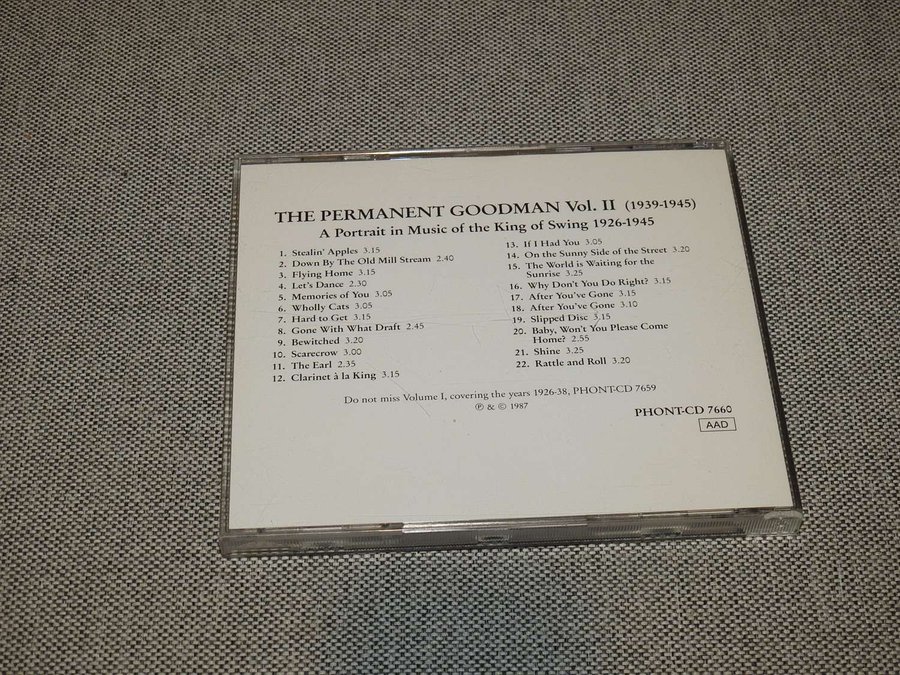 THE PERMANENT GOODMAN Vol. II (1939-1945)
A Portrait in Music of the King of Swing 1926-1945
1. Stealin' Apples 3.15
2. Down By The Old Mill Stream 2.40
3. Flying Home 3.15
4. Let's Dance 2.30
5. Memories of You 3.05
6. Wholly Cats 3.05
7. Hard to Get 3.15
8. Gone With What Draft 2.45
9. Bewitched 3.20
10. Scarecrow 3.00
11. The Earl 2.35
12. Clarinet à la King 3.15
13. If I Had You 3.05
14. On the Sunny Side of the Street 3.20
15. The World is Waiting for the
Sunrise 3.25
16. Why Don't You Do Right? 3.15
17. After You've Gone 3.15
18. After You've Gone 3.10
19. Slipped Disc 3.15
20. Baby, Won't You Please Come
Home? 2.55
21. Shine 3.25
22. Rattle and Roll 3.20
Do not miss Volume I, covering the years 1926-38, PHONT-CD 7659
℗ & © 1987
PHONT-CD 7660
AAD